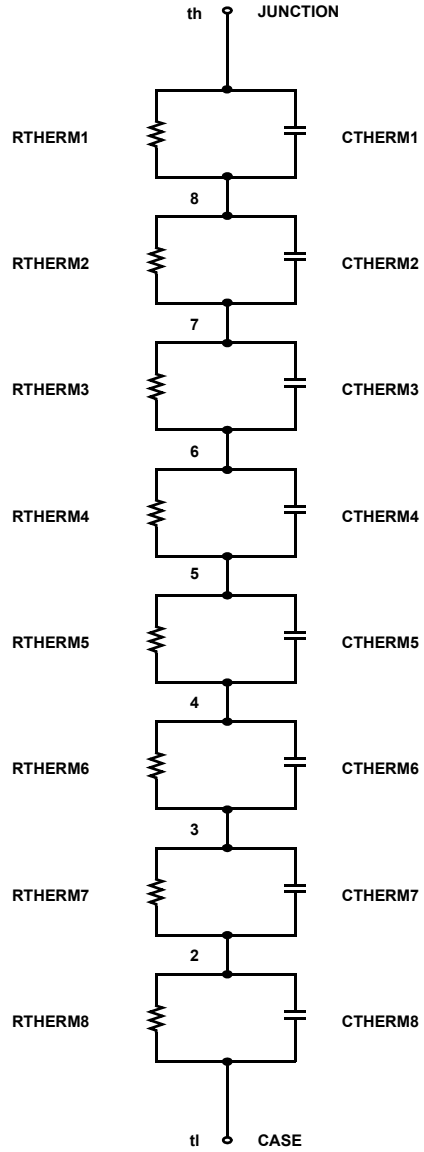 th JUNCTION
RTHERM1 CTHERM1
8
RTHERM2 CTHERM2
7
RTHERM3 CTHERM3
6
RTHERM4 CTHERM4
5
RTHERM5 CTHERM5
4
RTHERM6 CTHERM6
3
RTHERM7 CTHERM7
2
RTHERM8 CTHERM8
tl CASE